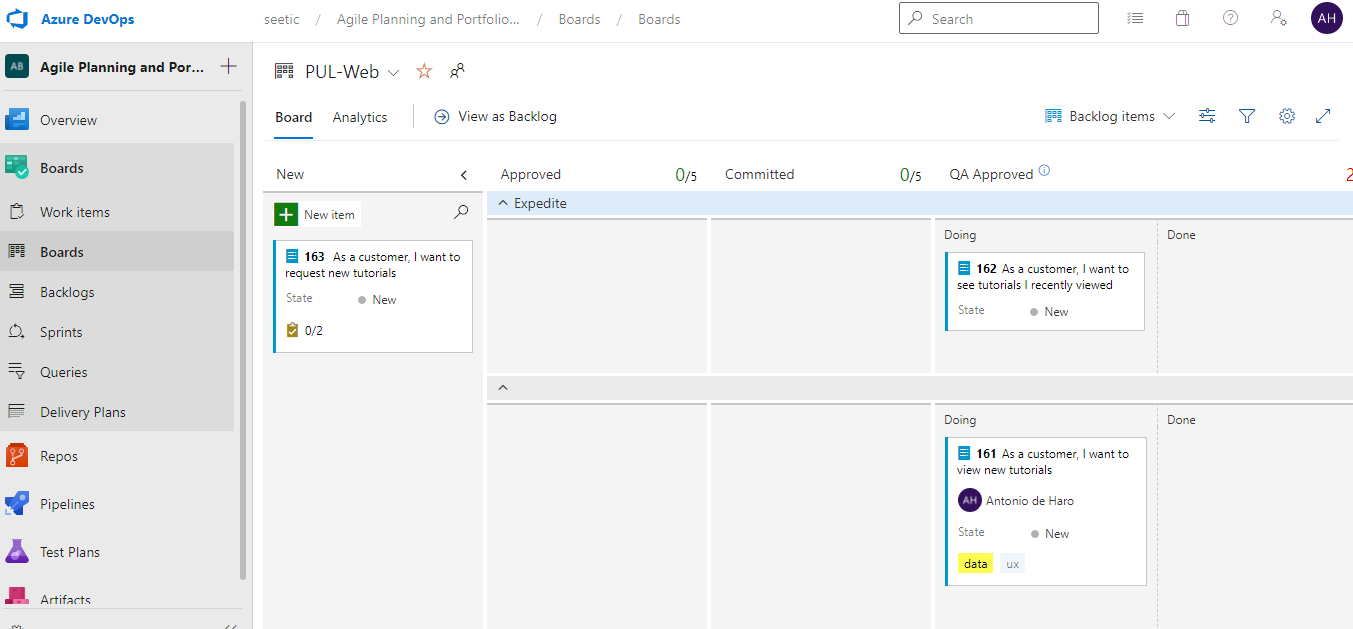 Azure DevOps
seetic / Agile Planning and Portfolio... / Boards / Boards
Search
AH
AB Agile Planning and Por...
Overview
Boards
Work items
Boards
Backlogs
Sprints
Queries
Delivery Plans
Repos
Pipelines
Test Plans
Artifacts
PUL-Web
Board
Analytics
View as Backlog
Backlog items
New
Approved 0/5
Committed 0/5
QA Approved 2
Expedite
New item
163 As a customer, I want to
request new tutorials
State New
0/2
Doing
Done
162 As a customer, I want to
see tutorials I recently viewed
State New
Doing
Done
161 As a customer, I want to
view new tutorials
AH Antonio de Haro
State New
data ux